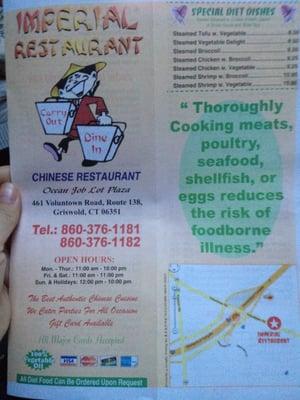 IMPERIAL
RESTAURANT
Carry
Out
Dine
In
CHINESE RESTAURANT
Ocean Job Lot Plaza
461 Voluntown Road, Route 138,
Griswold, CT 06351
Tel.: 860-376-1181
860-376-1182
OPEN HOURS:
Mon. - Thur.: 11:00 am - 10:00 pm
Fri. & Sat.: 11:00 am - 11:00 pm
Sun. & Holidays: 12:00 pm - 10:00 pm
The Best Authentic Chinese Cuisine
We Cater Parties For All Occasion
Gift Card Available
All Major Cards Accepted
100%
Vegetable
Oil
VISA
All Diet Food Can Be Ordered Upon Request
SPECIAL DIET DISHES
Steamed Tofu w. Vegetable
Steamed Vegetable Delight
Steamed Broccoli
Steamed Chicken w. Broccoli
Steamed Chicken w. Vegetable
Steamed Shrimp w. Broccoli
Steamed Shrimp w. Vegetable
“ Thoroughly
Cooking meats,
poultry,
seafood,
shellfish, or
eggs reduces
the risk of
foodborne
illness.”
IMPERIAL
RESTAURANT